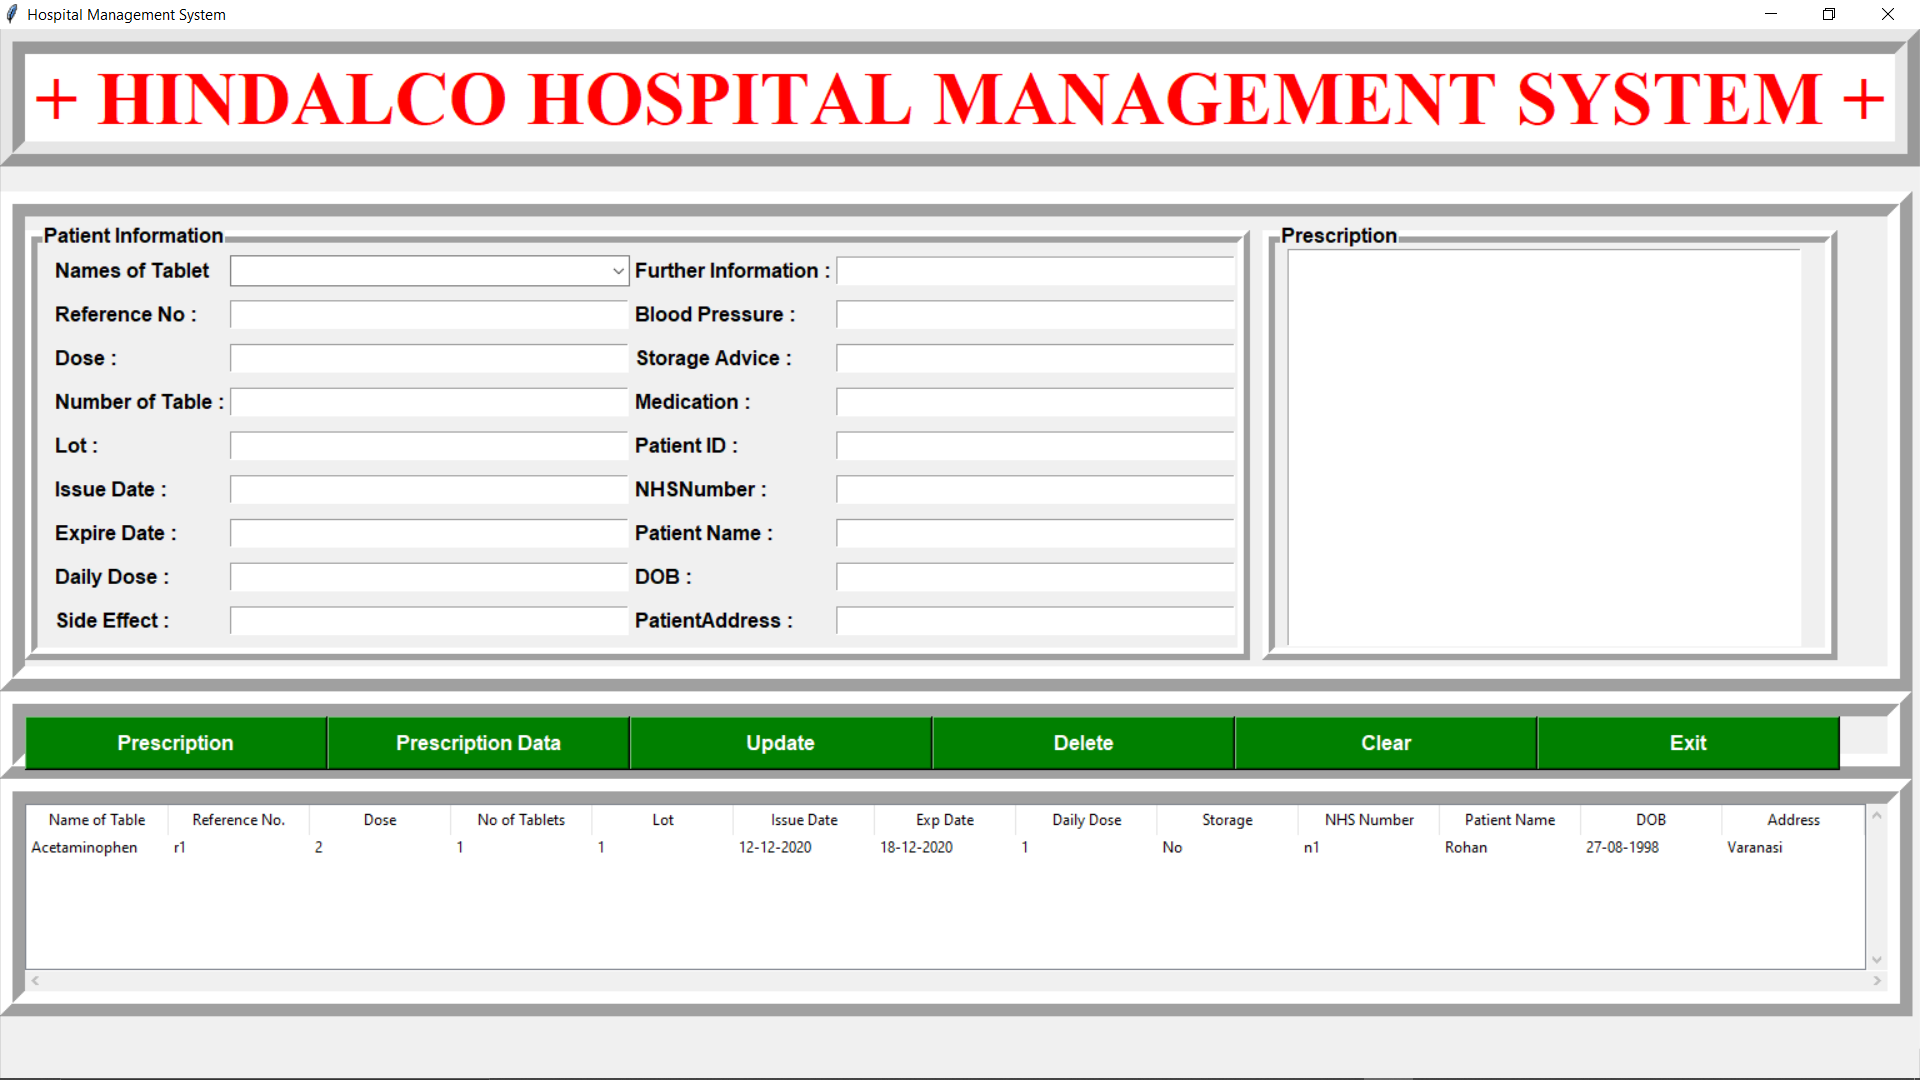 Hospital Management System
+ HINDALCO HOSPITAL MANAGEMENT SYSTEM +
Patient Information
Names of Tablet
Further Information :
Reference No :
Blood Pressure :
Dose :
Storage Advice :
Number of Table :
Medication :
Lot :
Patient ID :
Issue Date :
NHSNumber :
Expire Date :
Patient Name :
Daily Dose :
DOB :
Side Effect :
PatientAddress :
Prescription
Prescription Prescription Data Update Delete Clear Exit
Name of Table Reference No. Dose No of Tablets Lot Issue Date Exp Date Daily Dose Storage NHS Number Patient Name DOB Address
Acetaminophen r1 2 1 1 12-12-2020 18-12-2020 1 No n1 Rohan 27-08-1998 Varanasi